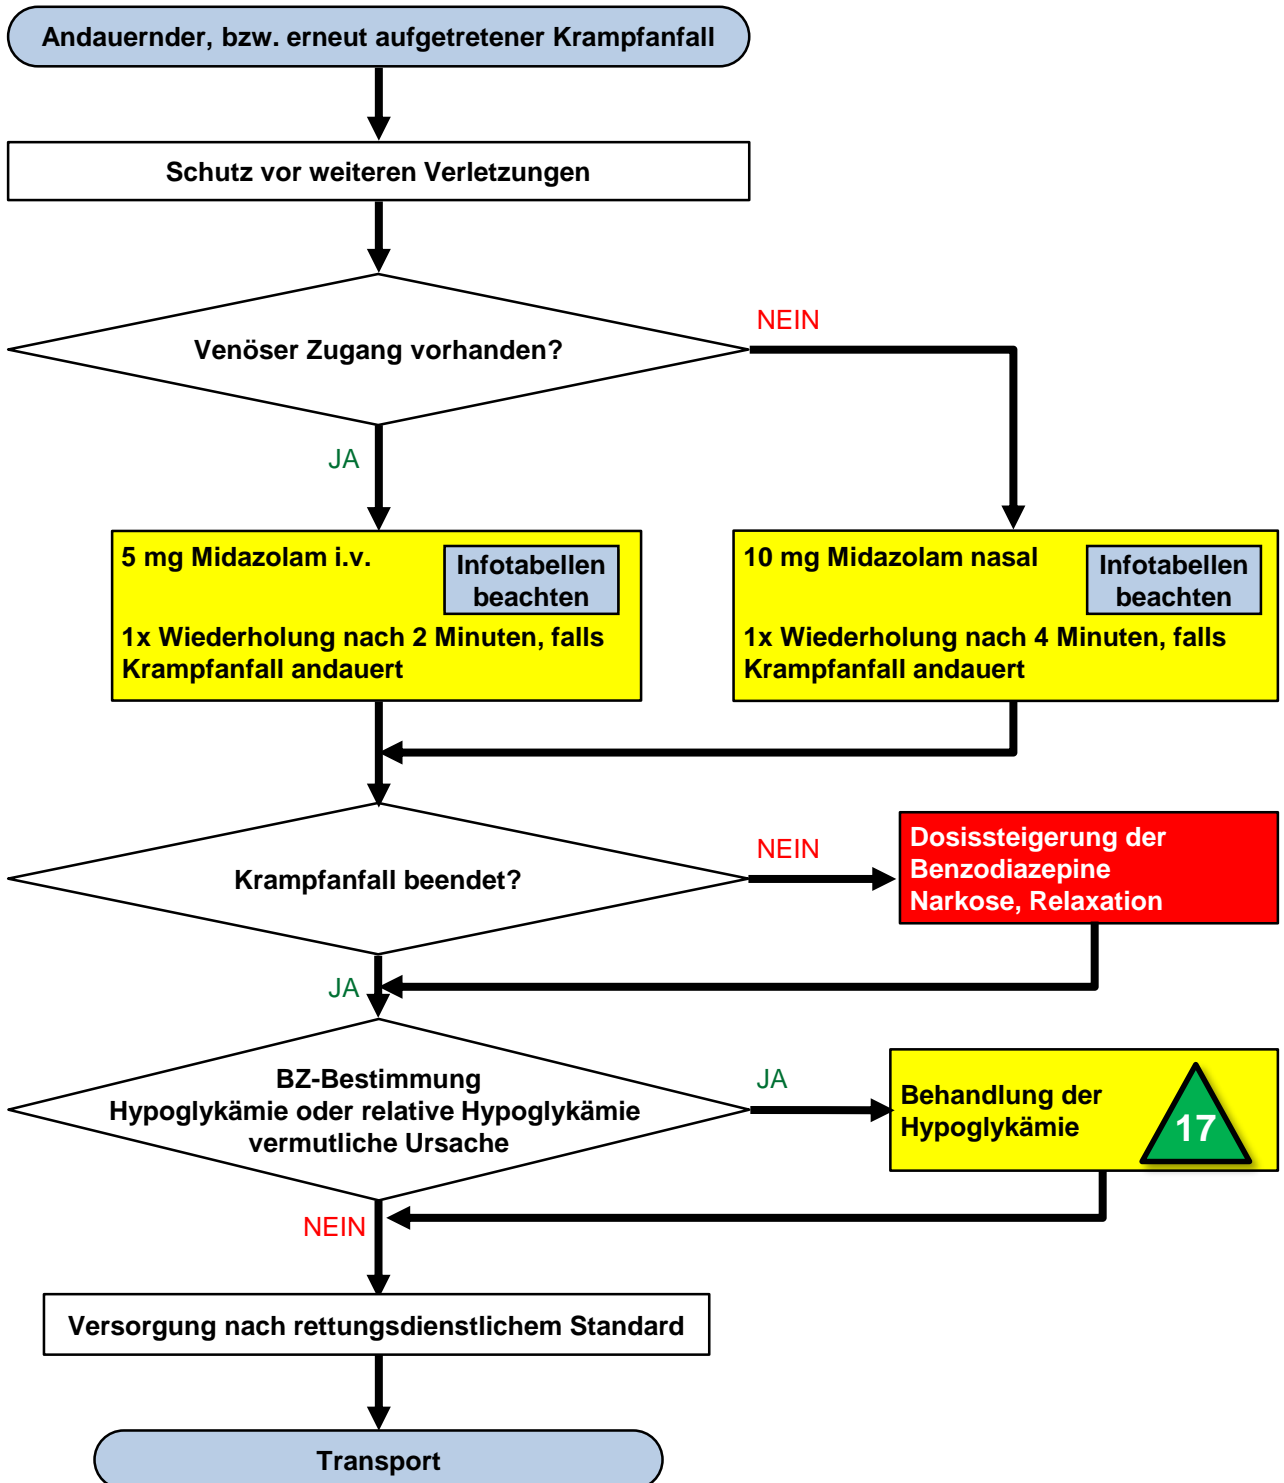 Andauernder, bzw. erneut aufgetretener Krampfanfall
Schutz vor weiteren Verletzungen
Venöser Zugang vorhanden?
NEIN
JA
5 mg Midazolam i.v.
Infotabellen
beachten
1x Wiederholung nach 2 Minuten, falls
Krampfanfall andauert
10 mg Midazolam nasal
Infotabellen
beachten
1x Wiederholung nach 4 Minuten, falls
Krampfanfall andauert
Krampfanfall beendet?
NEIN
Dosissteigerung der
Benzodiazepine
Narkose, Relaxation
JA
BZ-Bestimmung
Hypoglykämie oder relative Hypoglykämie
vermutliche Ursache
JA
Behandlung der
Hypoglykämie
17
NEIN
Versorgung nach rettungsdienstlichem Standard
Transport